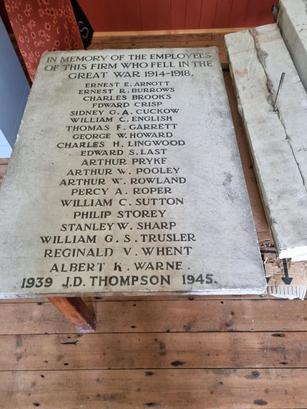 IN MEMORY OF THE EMPLOYEES
OF THIS FIRM WHO FELL IN THE
GREAT WAR 1914-1918.
ERNEST E. ARNOTT
ERNEST R. BURROWS
CHARLES BROOKS
EDWARD CRISP
SIDNEY G. A. CUCKOW
WILLIAM C. ENGLISH
THOMAS F. GARRETT
GEORGE W. HOWARD
CHARLES H. LINGWOOD
EDWARD S. LAST
ARTHUR PRYKE
ARTHUR W. POOLEY
ARTHUR W. ROWLAND
PERCY A. ROPER
WILLIAM C. SUTTON
PHILIP STOREY
STANLEY W. SHARP
WILLIAM G. S. TRUSLER
REGINALD V. WHENT
ALBERT K. WARNE.
1939 J.D. THOMPSON 1945.